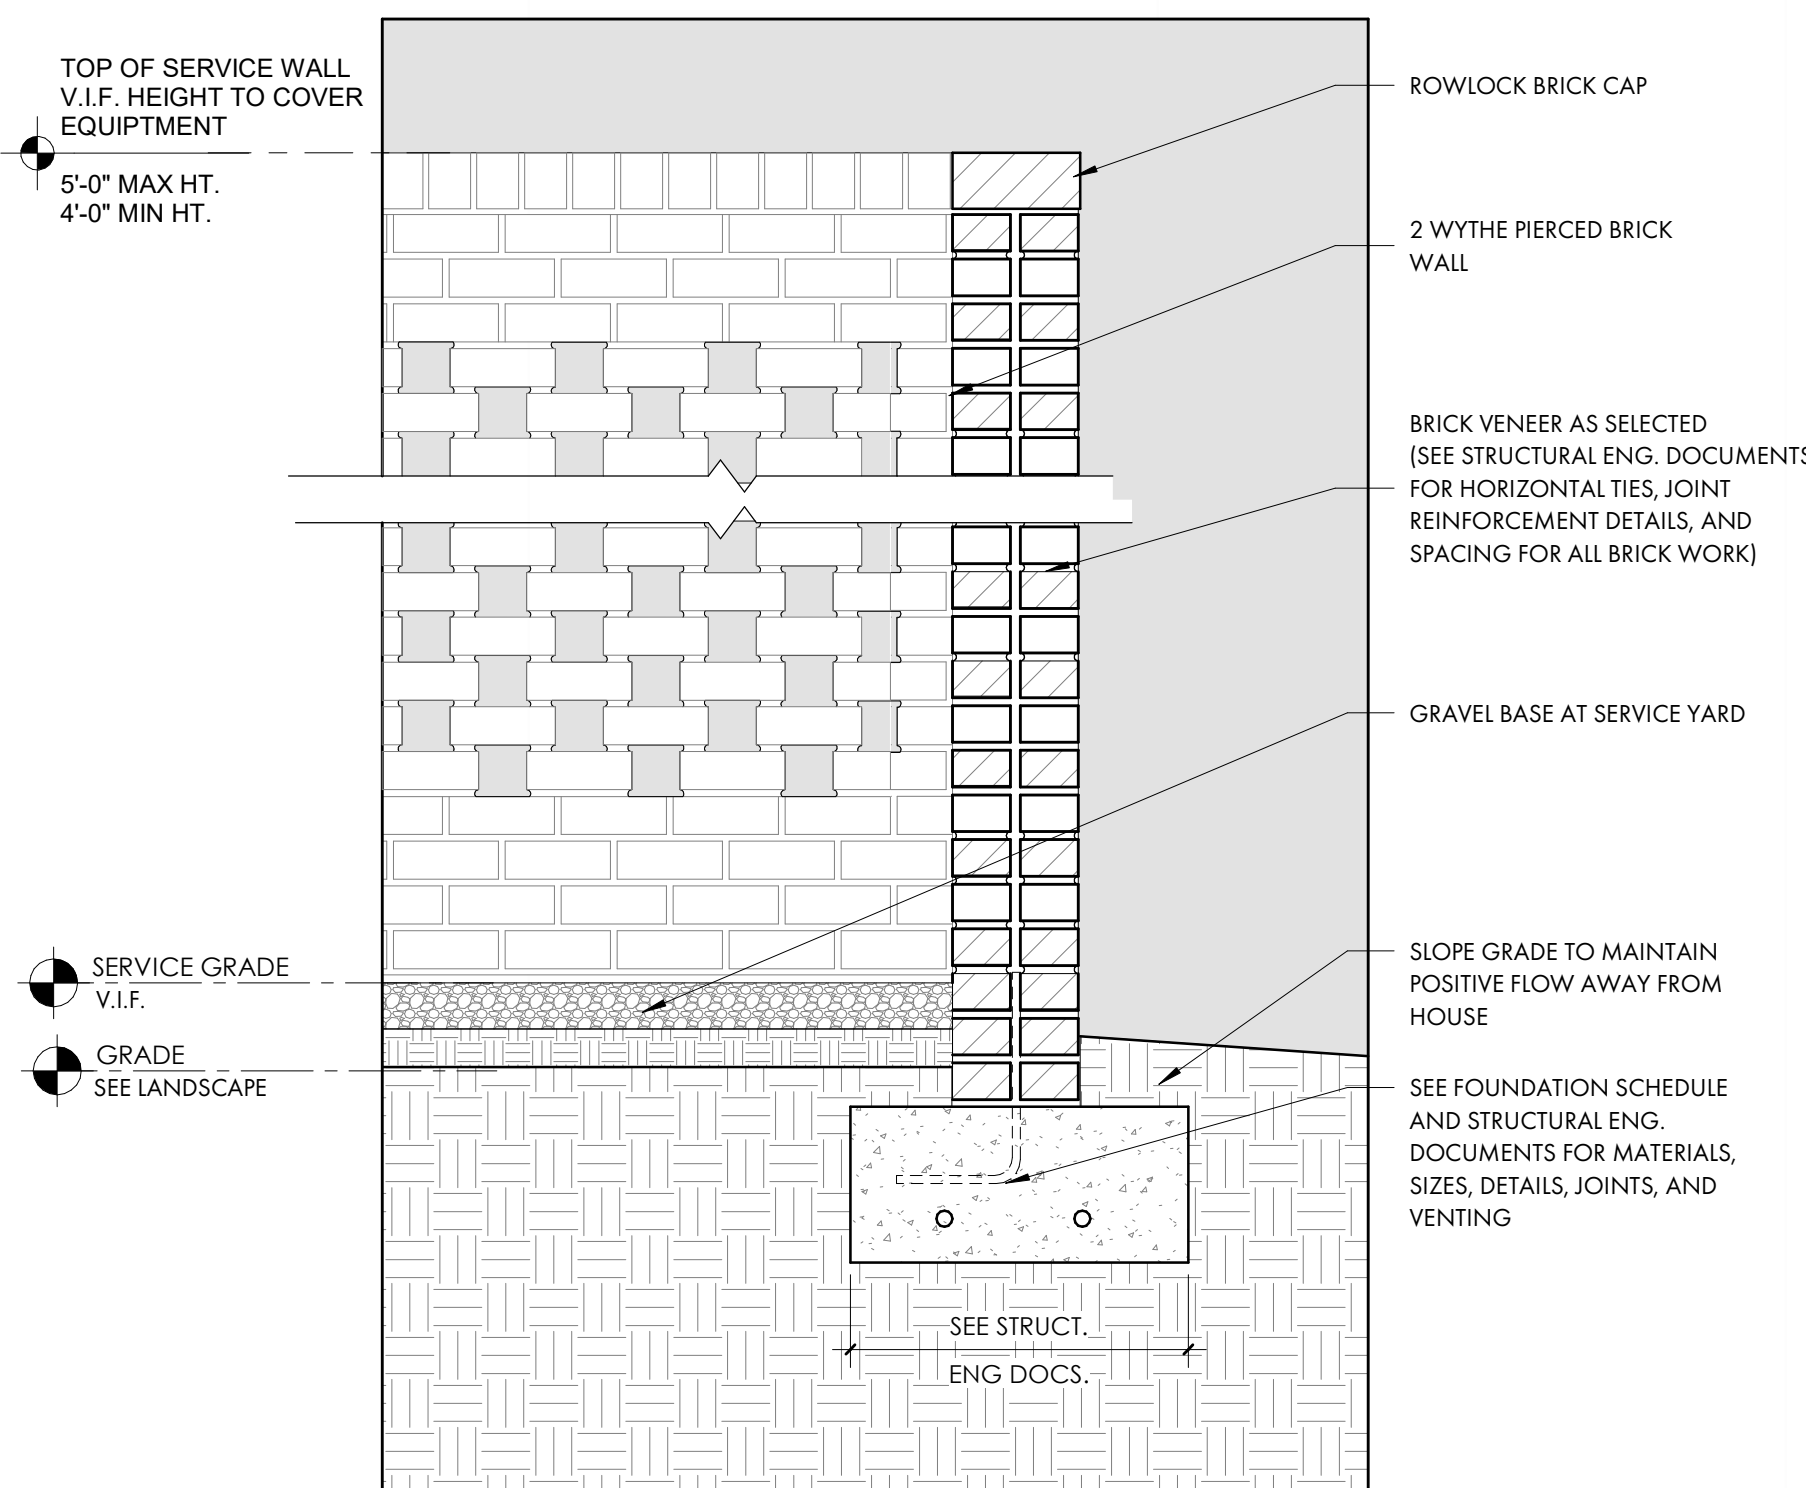 TOP OF SERVICE WALL
V.I.F. HEIGHT TO COVER
EQUIPTMENT
5'-0" MAX HT.
4'-0" MIN HT.
ROWLOCK BRICK CAP
2 WYTHE PIERCED BRICK
WALL
BRICK VENEER AS SELECTED
(SEE STRUCTURAL ENG. DOCUMENTS
FOR HORIZONTAL TIES, JOINT
REINFORCEMENT DETAILS, AND
SPACING FOR ALL BRICK WORK)
GRAVEL BASE AT SERVICE YARD
SERVICE GRADE
V.I.F.
GRADE
SEE LANDSCAPE
SLOPE GRADE TO MAINTAIN
POSITIVE FLOW AWAY FROM
HOUSE
SEE FOUNDATION SCHEDULE
AND STRUCTURAL ENG.
DOCUMENTS FOR MATERIALS,
SIZES, DETAILS, JOINTS, AND
VENTING
SEE STRUCT.
ENG DOCS.